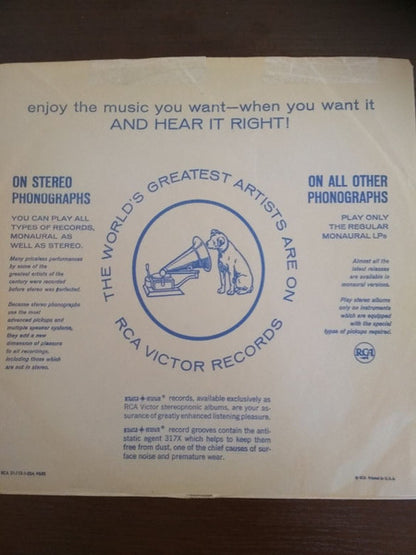 enjoy the music you want—when you want it
AND HEAR IT RIGHT!
ON STEREO
PHONOGRAPHS
YOU CAN PLAY ALL
TYPES OF RECORDS,
MONAURAL AS
WELL AS STEREO.
Many priceless performances
by some of the
greatest artists of the
century were recorded
before stereo was perfected.
Because stereo phonographs
use the most
advanced pickups and
multiple speaker systems,
they add a new
dimension of pleasure
to all recordings,
including those which
are not in stereo.
THE WORLD'S GREATEST ARTISTS ARE ON
RCA VICTOR RECORDS
ON ALL OTHER
PHONOGRAPHS
PLAY ONLY
THE REGULAR
MONAURAL LPs
Almost all the
latest releases
are available in
monaural versions.
Play stereo albums
only on instruments
which are equipped
with the special
types of pickups required.
RCA
records, available exclusively as
RCA Victor stereophonic albums, are your as-
surance of greatly enhanced listening pleasure.
record grooves contain the anti-
static agent 317X which helps to keep them
free from dust, one of the chief causes of sur-
face noise and premature wear.